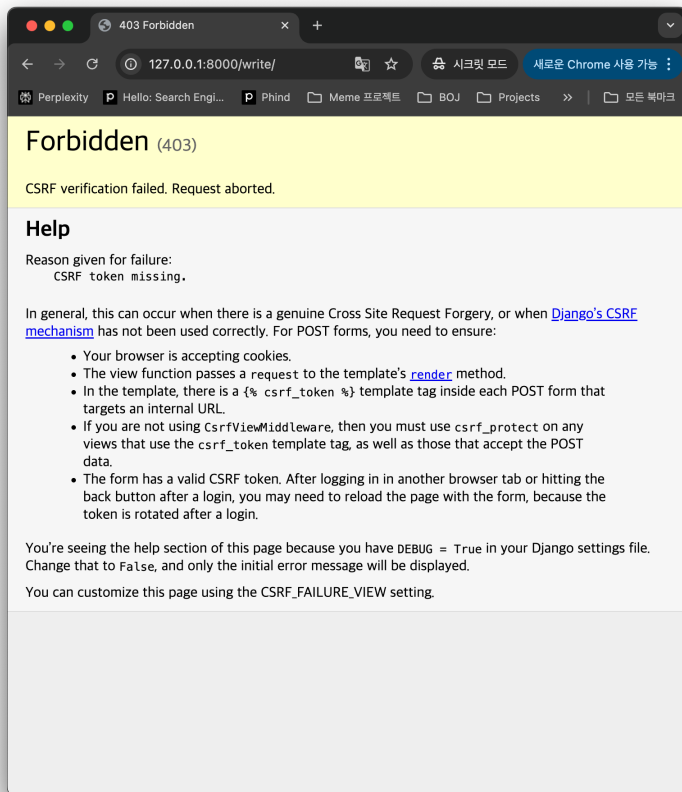 403 Forbidden
127.0.0.1:8000/write/
시크릿 모드
새로운 Chrome 사용 가능
Perplexity
Hello: Search Engi...
Phind
Meme 프로젝트
BOJ
Projects
모든 북마크
Forbidden (403)
CSRF verification failed. Request aborted.
Help
Reason given for failure:
CSRF token missing.
In general, this can occur when there is a genuine Cross Site Request Forgery, or when Django's CSRF
mechanism has not been used correctly. For POST forms, you need to ensure:
• Your browser is accepting cookies.
• The view function passes a request to the template's render method.
• In the template, there is a {% csrf_token %} template tag inside each POST form that
targets an internal URL.
• If you are not using CsrfViewMiddleware, then you must use csrf_protect on any
views that use the csrf_token template tag, as well as those that accept the POST
data.
• The form has a valid CSRF token. After logging in in another browser tab or hitting the
back button after a login, you may need to reload the page with the form, because the
token is rotated after a login.
You're seeing the help section of this page because you have DEBUG = True in your Django settings file.
Change that to False, and only the initial error message will be displayed.
You can customize this page using the CSRF_FAILURE_VIEW setting.